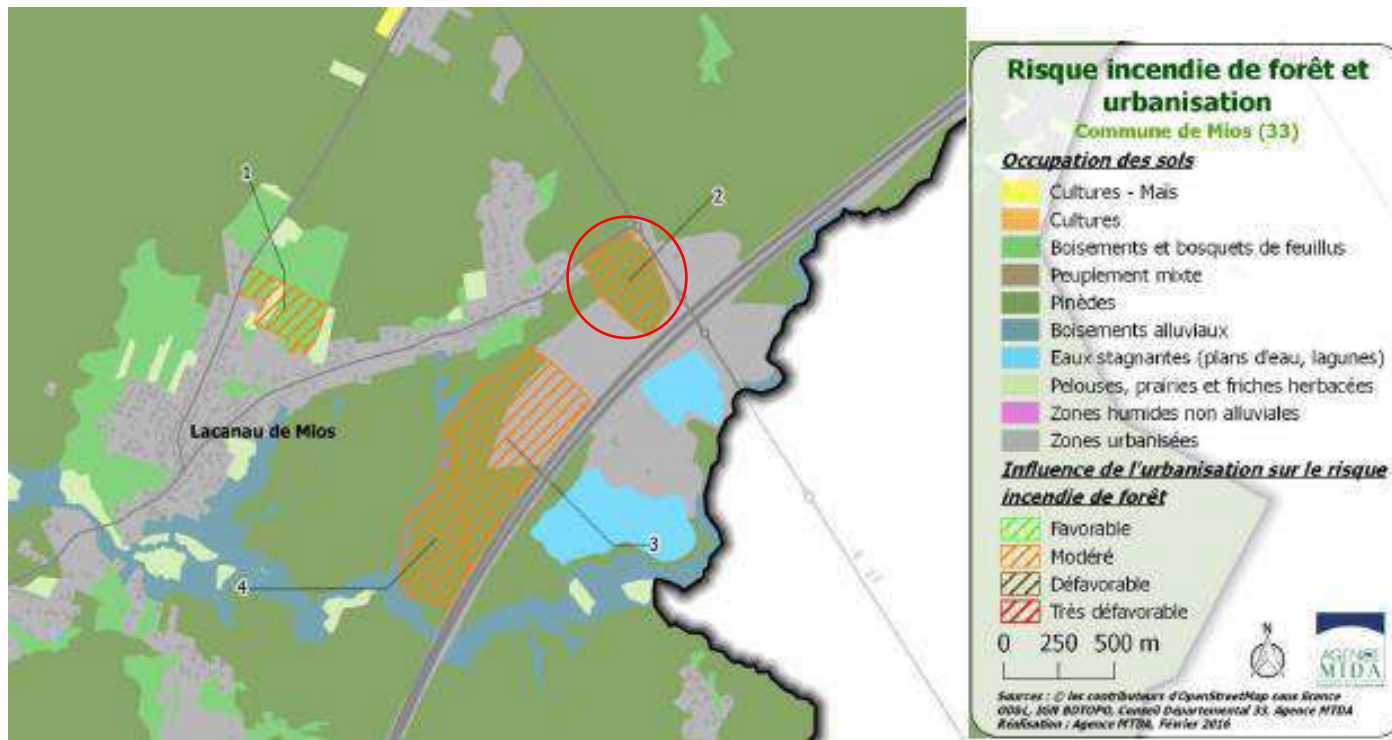 1
2
Lacanau de Mios
3
4
Risque incendie de forêt et
urbanisation
Commune de Mios (33)
Occupation des sols
Cultures - Maïs
Cultures
Boisements et bosquets de feuillus
Peuplement mixte
Pinèdes
Boisements alluviaux
Eaux stagnantes (plans d'eau, lagunes)
Pelouses, prairies et friches herbacées
Zones humides non alluviales
Zones urbanisées
Influence de l'urbanisation sur le risque
incendie de forêt
Favorable
Modéré
Défavorable
Très défavorable
0 250 500 m
N
AGENCE
MTDA
Sources : © les contributeurs d'OpenStreetMap sous licence
ODbL, IGN BDTOPO, Conseil Départemental 33, Agence MTDA
Réalisation : Agence MTDA, Février 2016